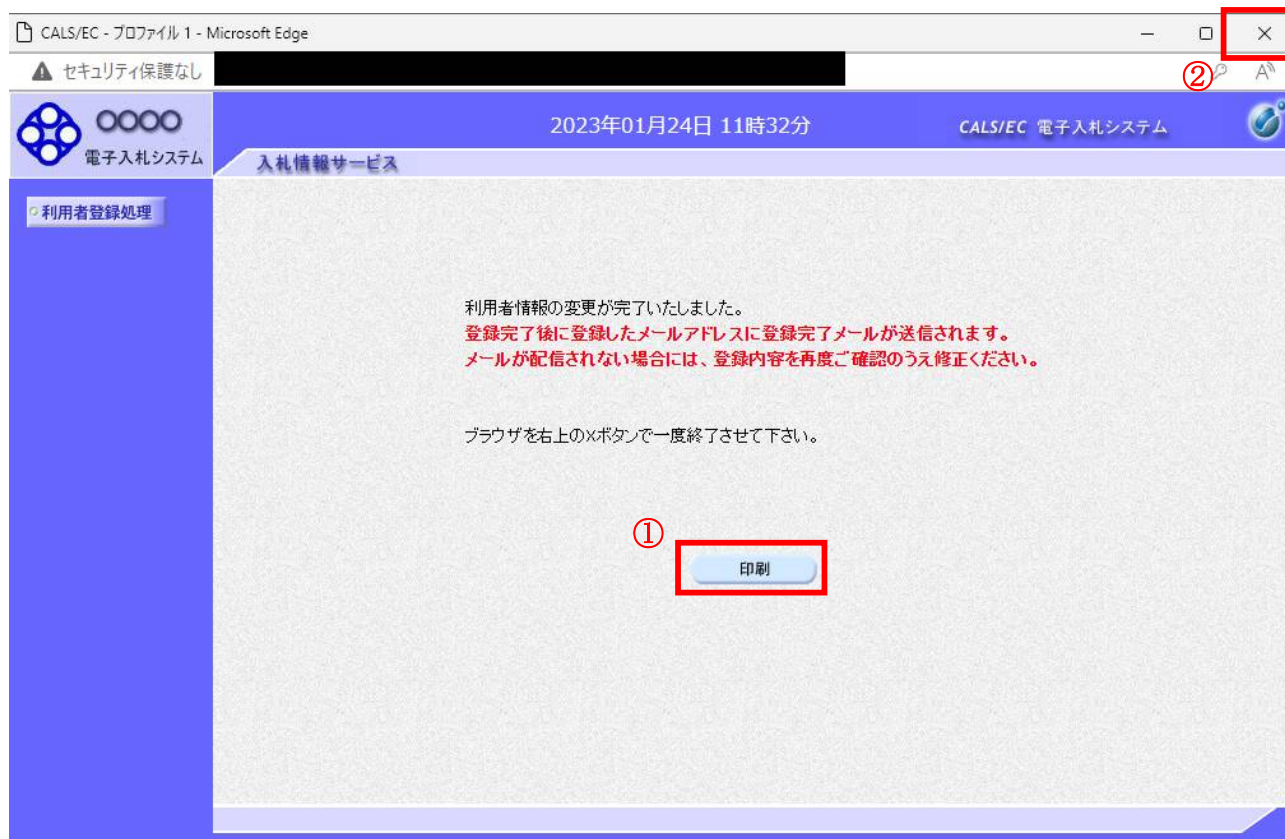 CALS/EC - プロファイル 1 - Microsoft Edge
セキュリティ保護なし
②
A
OOOO
電子入札システム
2023年01月24日 11時32分
CALS/EC 電子入札システム
入札情報サービス
利用者登録処理
利用者情報の変更が完了いたしました。
登録完了後に登録したメールアドレスに登録完了メールが送信されます。
メールが配信されない場合には、登録内容を再度ご確認のうえ修正ください。
ブラウザを右上の×ボタンで一度終了させて下さい。
①
印刷